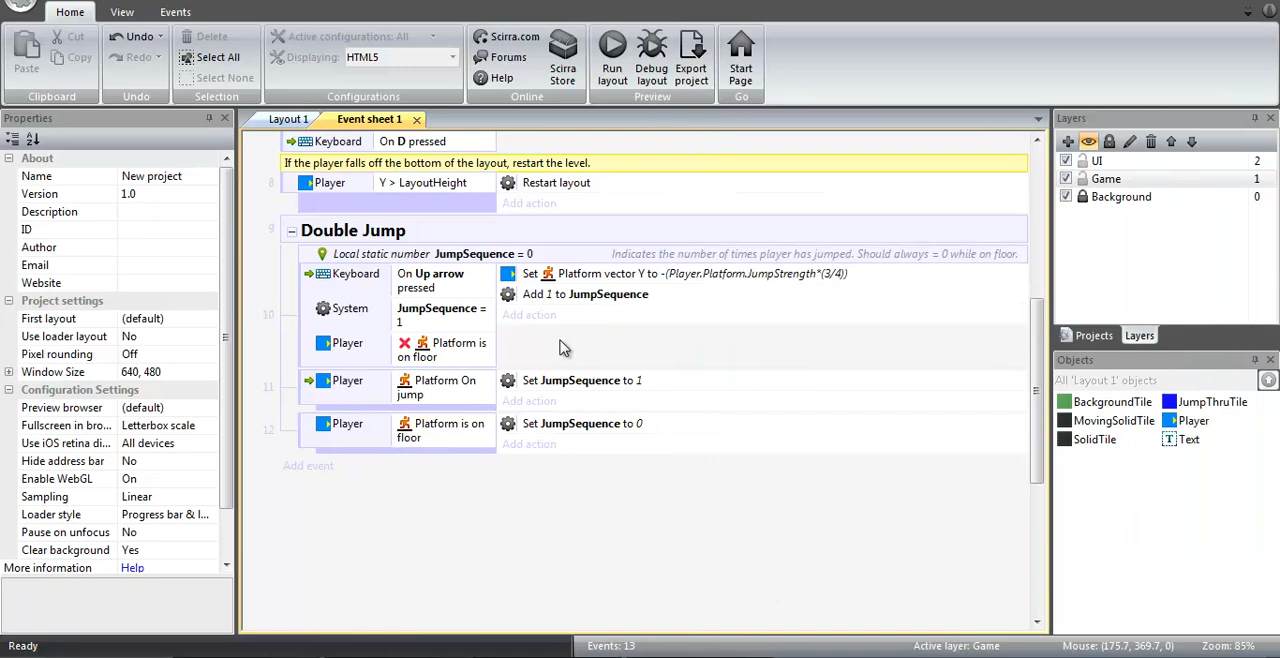 Home View Events
Paste Cut Copy Clipboard
Undo Redo Undo
Delete Select All Select None Selection
Active configurations: All
Displaying: HTML5
Configurations
Scirra.com Forums Help Scirra Store Online
Run layout Debug layout Export project Preview
Start Page Go
Properties
About
Name New project
Version 1.0
Description
ID
Author
Email
Website
Project settings
First layout (default)
Use loader layout No
Pixel rounding Off
Window Size 640, 480
Configuration Settings
Preview browser (default)
Fullscreen in bro... Letterbox scale
Use iOS retina di... All devices
Hide address bar No
Enable WebGL On
Sampling Linear
Loader style Progress bar & l...
Pause on unfocus No
Clear background Yes
More information Help
Layout 1 Event sheet 1
Keyboard On D pressed
If the player falls off the bottom of the layout, restart the level.
8 Player Y > LayoutHeight Restart layout
Add action
9 Double Jump
Local static number JumpSequence = 0 Indicates the number of times player has jumped. Should always = 0 while on floor.
Keyboard On Up arrow pressed Set Platform vector Y to -(Player.Platform.JumpStrength*(3/4))
Add 1 to JumpSequence
10 System JumpSequence = 1 Add action
Player Platform is on floor
11 Player Platform On jump Set JumpSequence to 1
Add action
12 Player Platform is on floor Set JumpSequence to 0
Add action
Add event
Layers
UI 2
Game 1
Background 0
Projects Layers
Objects
All 'Layout 1' objects
BackgroundTile JumpThruTile
MovingSolidTile Player
SolidTile T Text
Ready Events: 13 Active layer: Game Mouse: (175.7, 369.7, 0) Zoom: 85%